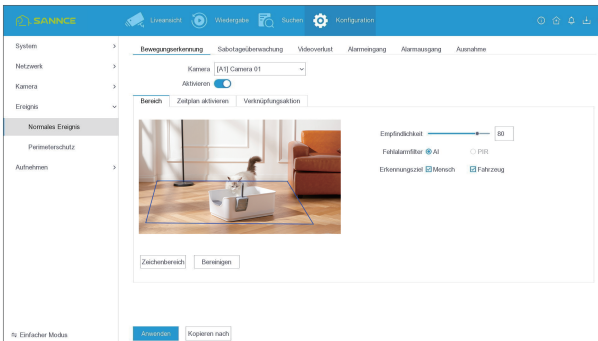 SANNCE
Liveansicht
Wiedergabe
Suchen
Konfiguration
System
Netzwerk
Kamera
Ereignis
Normales Ereignis
Perimeterschutz
Aufnehmen
Einfacher Modus
Bewegungserkennung
Sabotageüberwachung
Videoverlust
Alarmeingang
Alarmausgang
Ausnahme
Kamera [A1] Camera 01
Aktivieren
Bereich
Zeitplan aktivieren
Verknüpfungsaktion
Empfindlichkeit 80
Fehlalarmfilter AI PIR
Erkennungsziel Mensch Fahrzeug
Zeichenbereich
Bereinigen
Anwenden
Kopieren nach